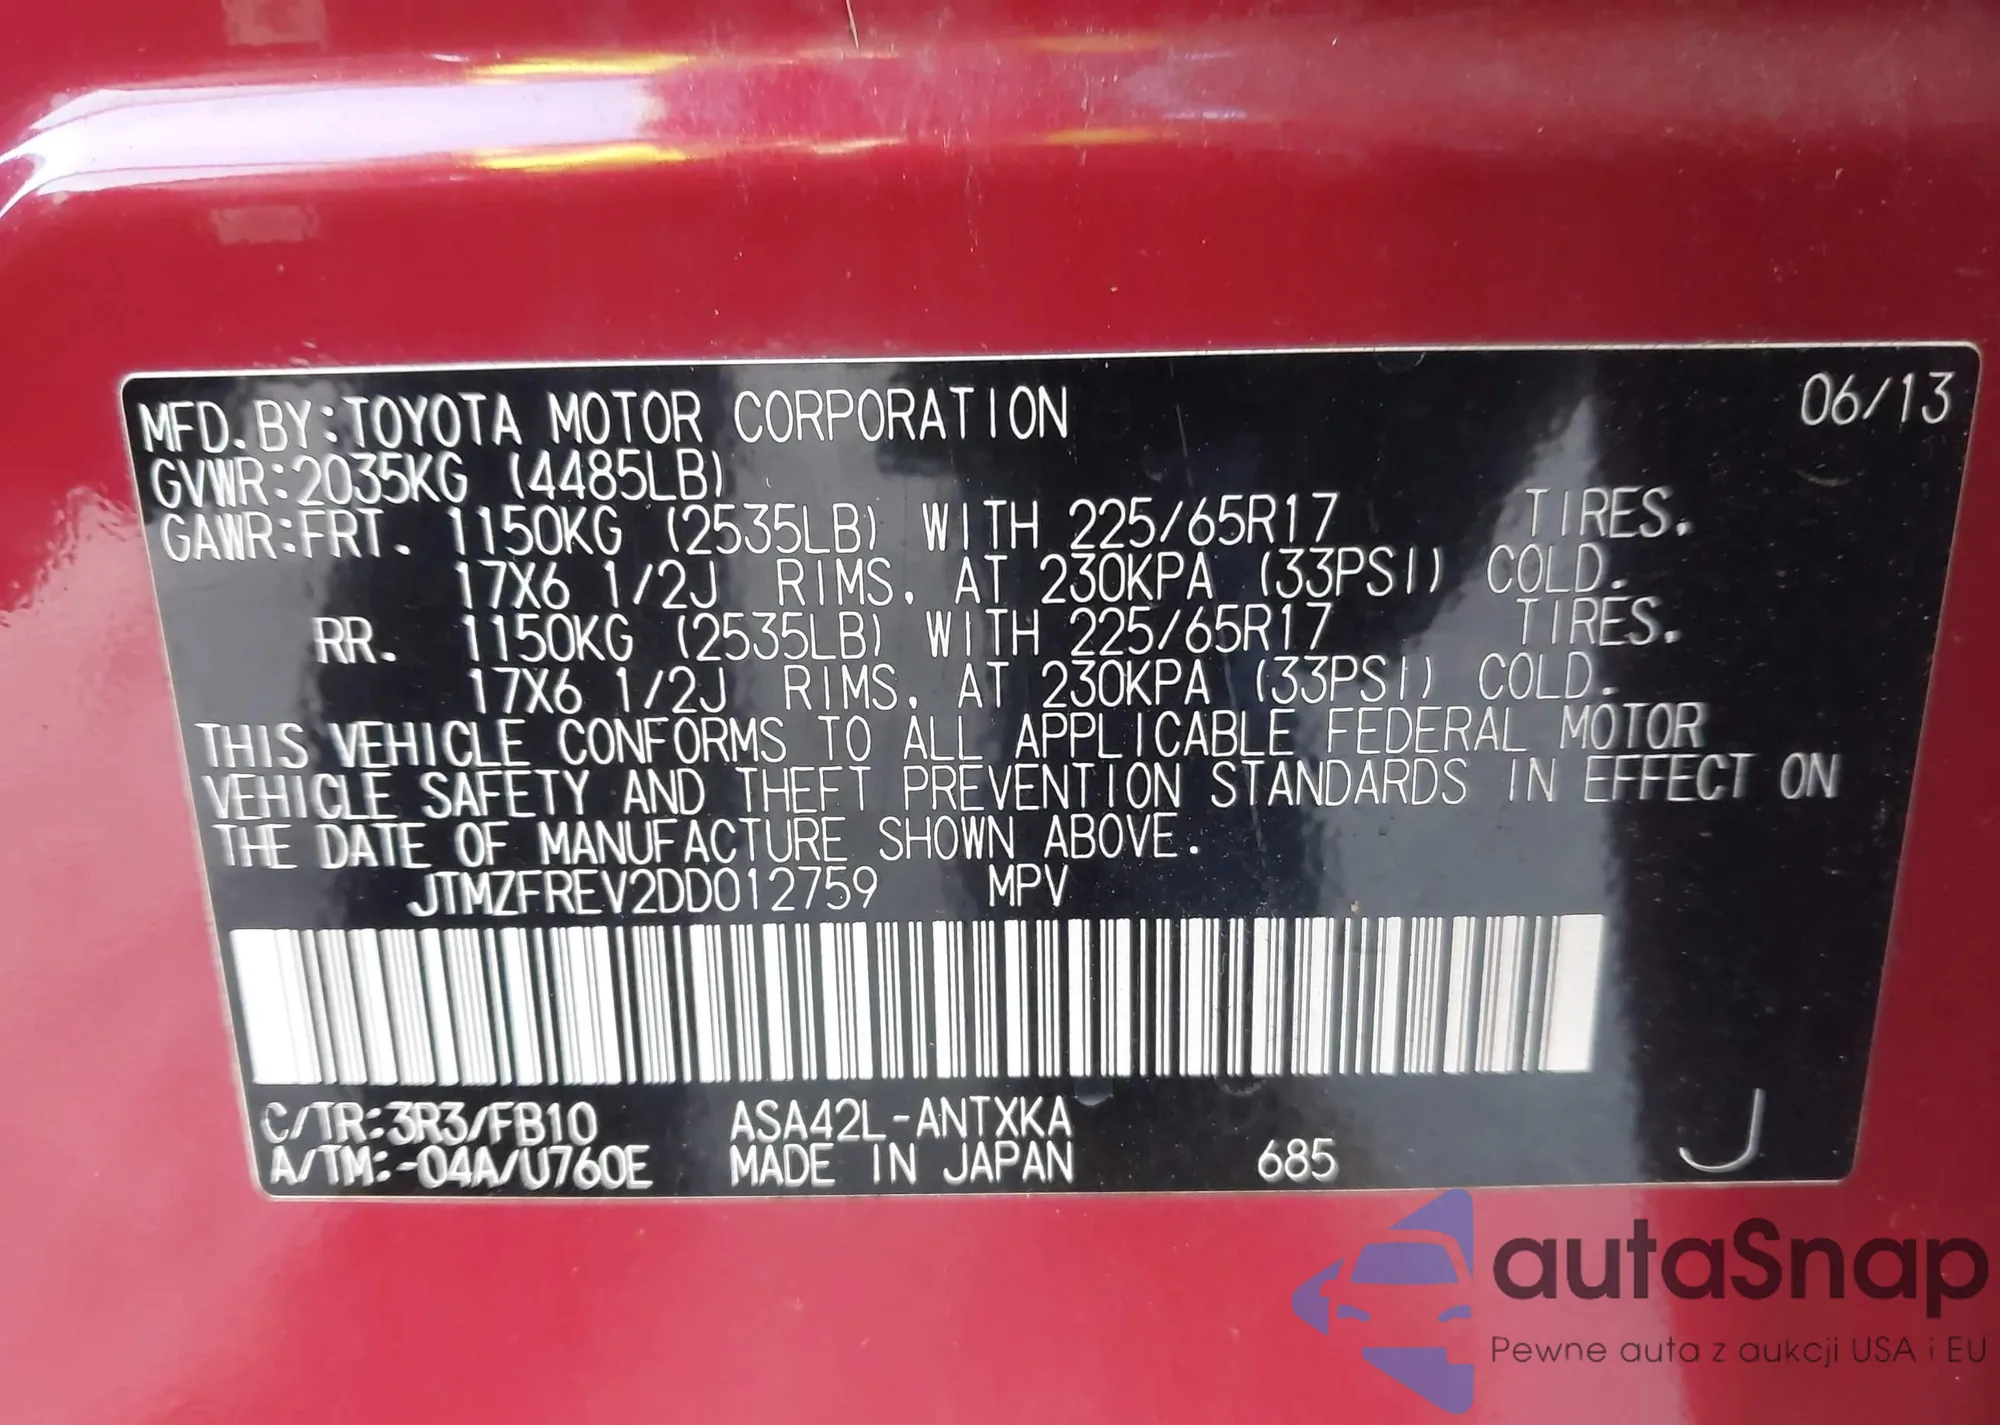 MFD. BY:TOYOTA MOTOR CORPORATION 06/13
GVWR:2035KG (4485LB)
GAWR:FRT. 1150KG (2535LB) WITH 225/65R17 TIRES.
17X6 1/2J RIMS, AT 230KPA (33PSI) COLD.
RR. 1150KG (2535LB) WITH 225/65R17 TIRES.
17X6 1/2J RIMS, AT 230KPA (33PSI) COLD.
THIS VEHICLE CONFORMS TO ALL APPLICABLE FEDERAL MOTOR
VEHICLE SAFETY AND THEFT PREVENTION STANDARDS IN EFFECT ON
THE DATE OF MANUFACTURE SHOWN ABOVE.
JTMZFREV2DD012759 MPV
C/TR:3R3/FB10 ASA42L-ANTXKA
A/TM:-04A/U760E MADE IN JAPAN 685 J
autaSnap
Pewne auta z aukcji USA i EU